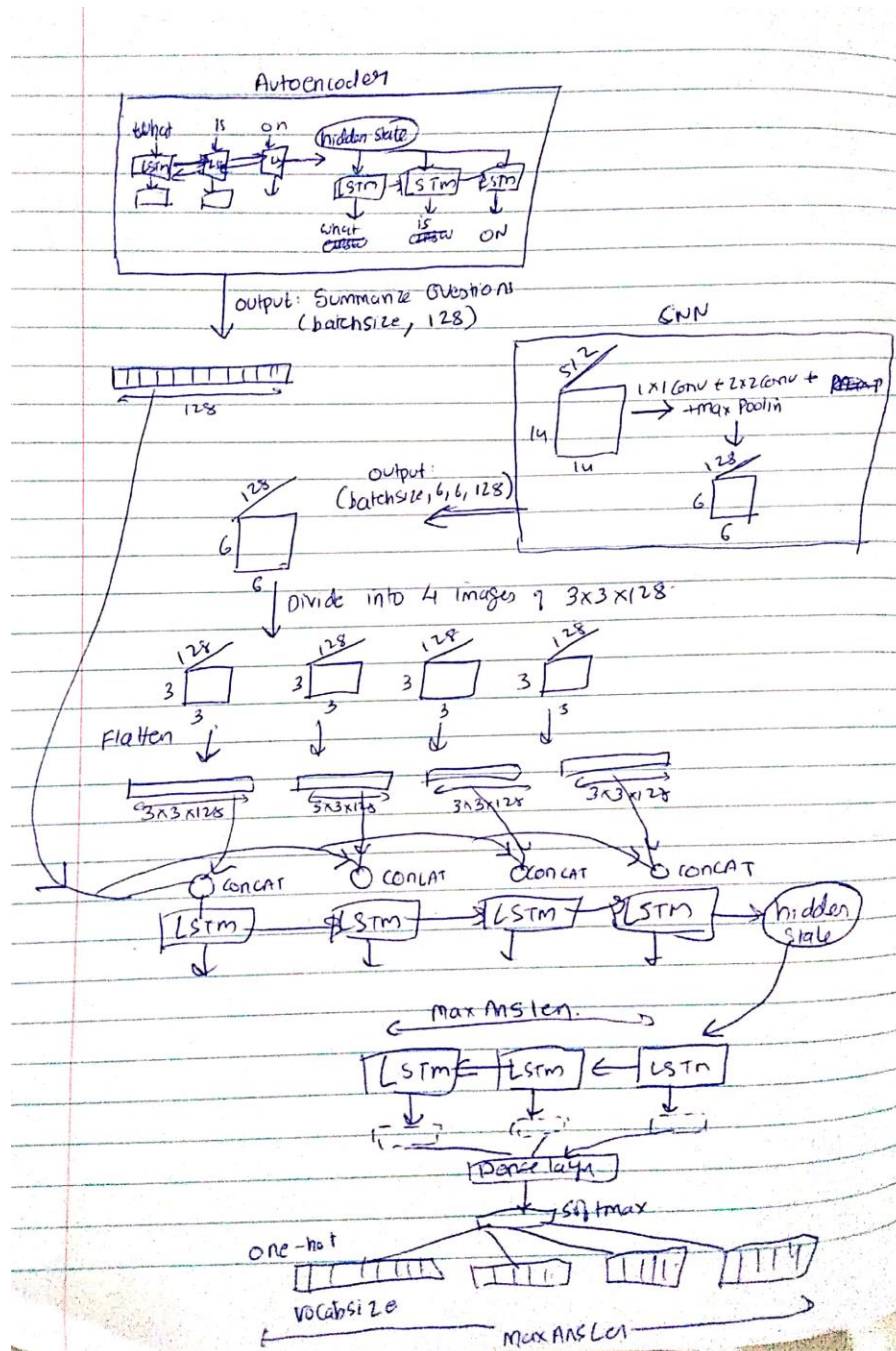 Autoencoder
What is on
hidden state
LSTM LS
LSTM LSTM LSTM
what is ON
output: Summarize Questions
(batchsize, 128)
128
CNN
512
14
14
1x1 Conv + 2x2 Conv +
+max Poolin
128
6
6
output:
(batchsize, 6, 6, 128)
128
6
6
Divide into 4 images of 3x3x128
128 128 128 128
3 3 3 3
3 3 3 3
Flatten
3x3x128 3x3x128 3x3x128 3x3x128
CONCAT CONCAT CONCAT CONCAT
LSTM LSTM LSTM LSTM
hidden
state
max Ans len.
LSTM LSTM LSTM
Dense layer
softmax
one-hot
vocabsize
max Ans Len